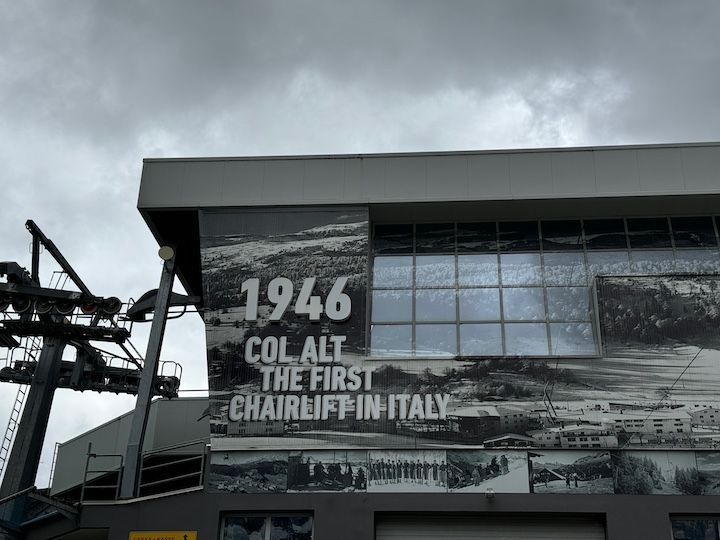 1946
COL ALT
THE FIRST
CHAIRLIFT IN ITALY